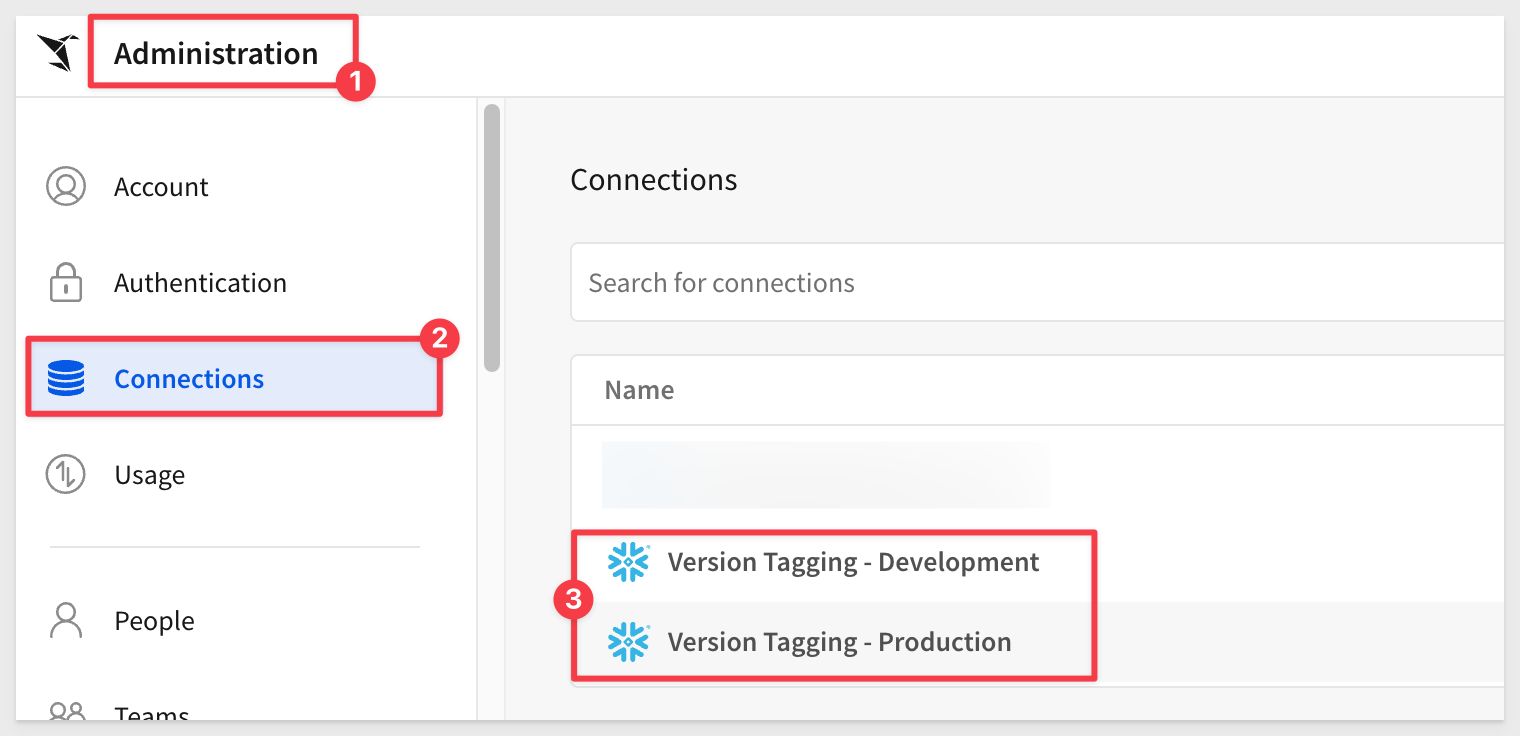 Administration
1
Account
Authentication
2
Connections
Usage
People
Teams
Connections
Search for connections
Name
Version Tagging - Development
3
Version Tagging - Production